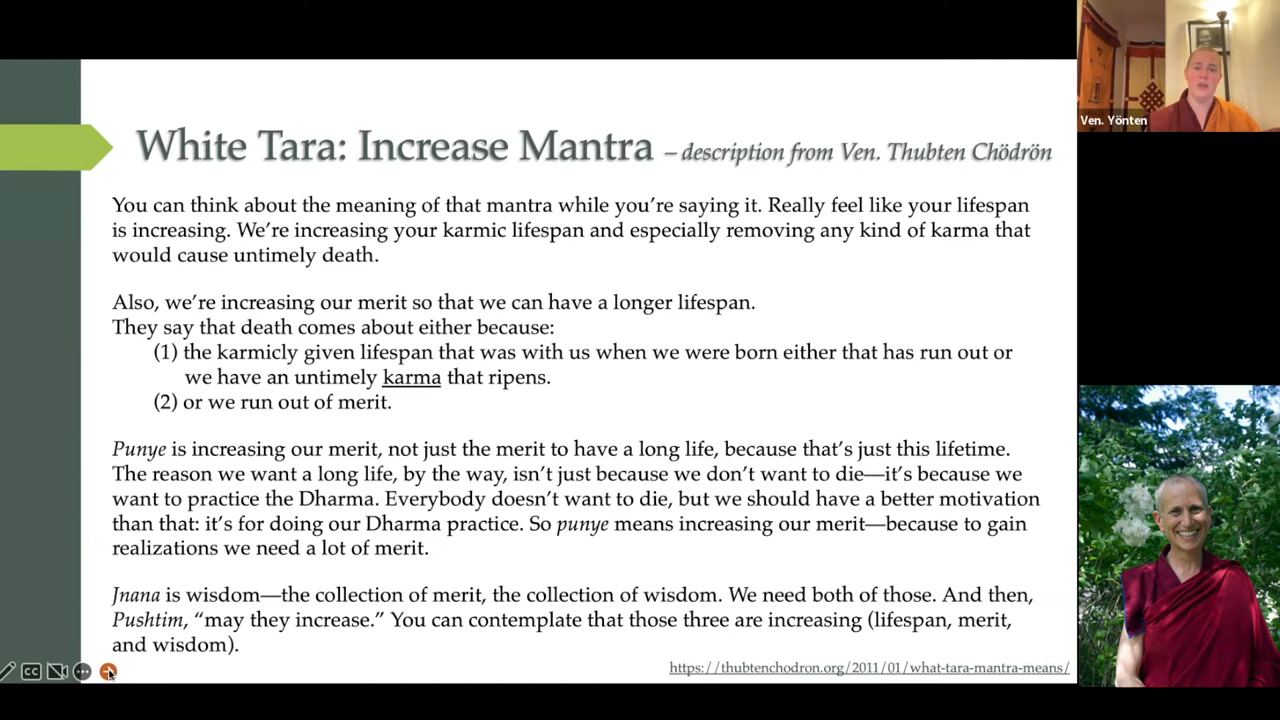 White Tara: Increase Mantra – description from Ven. Thubten Chödrön
You can think about the meaning of that mantra while you're saying it. Really feel like your lifespan
is increasing. We're increasing your karmic lifespan and especially removing any kind of karma that
would cause untimely death.
Also, we're increasing our merit so that we can have a longer lifespan.
They say that death comes about either because:
(1) the karmicly given lifespan that was with us when we were born either that has run out or
we have an untimely karma that ripens.
(2) or we run out of merit.
Punye is increasing our merit, not just the merit to have a long life, because that's just this lifetime.
The reason we want a long life, by the way, isn't just because we don't want to die—it's because we
want to practice the Dharma. Everybody doesn't want to die, but we should have a better motivation
than that: it's for doing our Dharma practice. So punye means increasing our merit—because to gain
realizations we need a lot of merit.
Jnana is wisdom—the collection of merit, the collection of wisdom. We need both of those. And then,
Pushtim, “may they increase.” You can contemplate that those three are increasing (lifespan, merit,
and wisdom).
https://thubtenchodron.org/2011/01/what-tara-mantra-means/
CC
Ven. Yönten